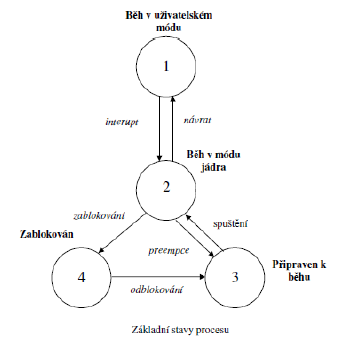 Běh v uživatelském
módu
1
interupt
návrat
Běh v módu
jádra
2
zablokování
spuštění
Zablokován
preempce
4
3
Připraven k
běhu
odblokování
Základní stavy procesu